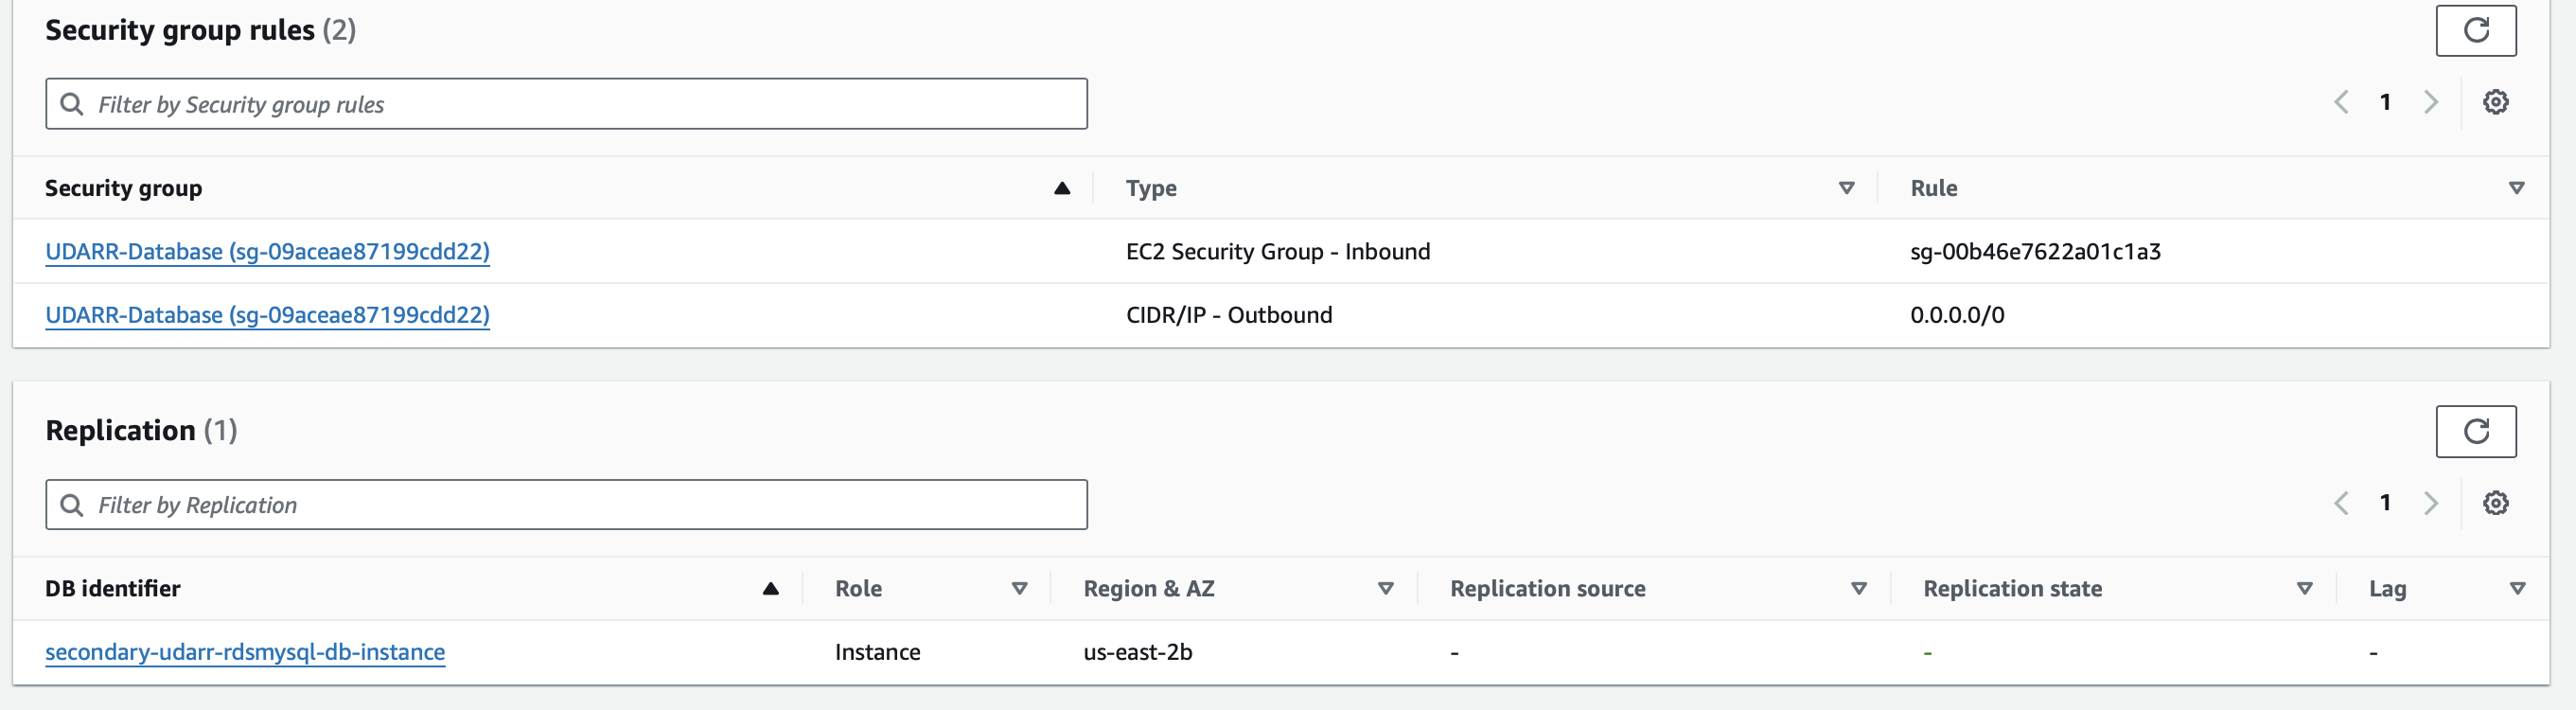 Security group rules (2)
Filter by Security group rules
1
Security group Type Rule
UDARR-Database (sg-09aceae87199cdd22) EC2 Security Group - Inbound sg-00b46e7622a01c1a3
UDARR-Database (sg-09aceae87199cdd22) CIDR/IP - Outbound 0.0.0.0/0
Replication (1)
Filter by Replication
1
DB identifier Role Region & AZ Replication source Replication state Lag
secondary-udarr-rdsmysql-db-instance Instance us-east-2b - - -